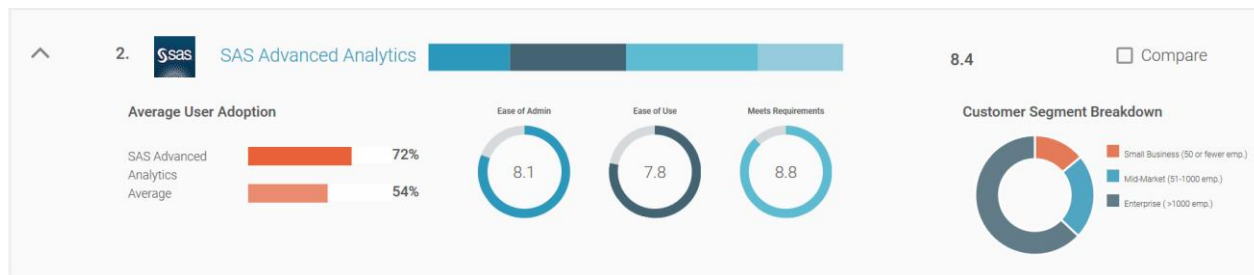 2.
sas
SAS Advanced Analytics
8.4
Compare
Average User Adoption
SAS Advanced
Analytics
72%
Average
54%
Ease of Admin
8.1
Ease of Use
7.8
Meets Requirements
8.8
Customer Segment Breakdown
Small Business (50 or fewer emp.)
Mid-Market (51-1000 emp.)
Enterprise ( >1000 emp.)